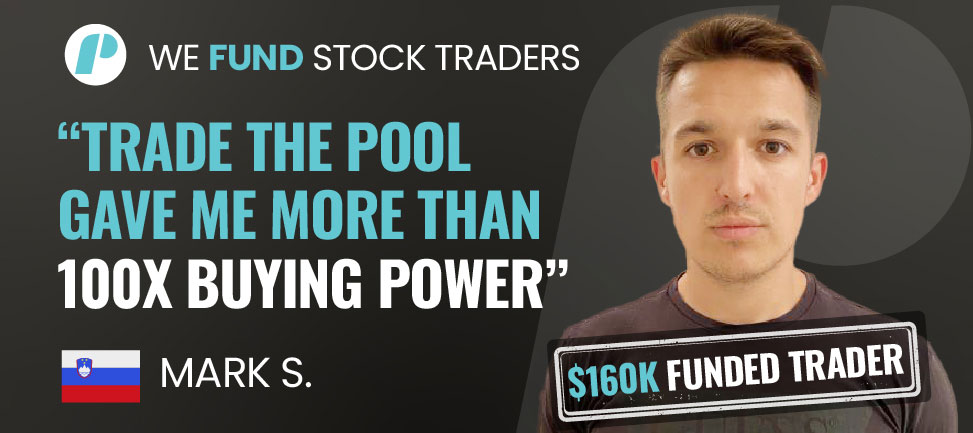 WE FUND STOCK TRADERS
“TRADE THE POOL
GAVE ME MORE THAN
100X BUYING POWER”
MARK S.
$160K FUNDED TRADER